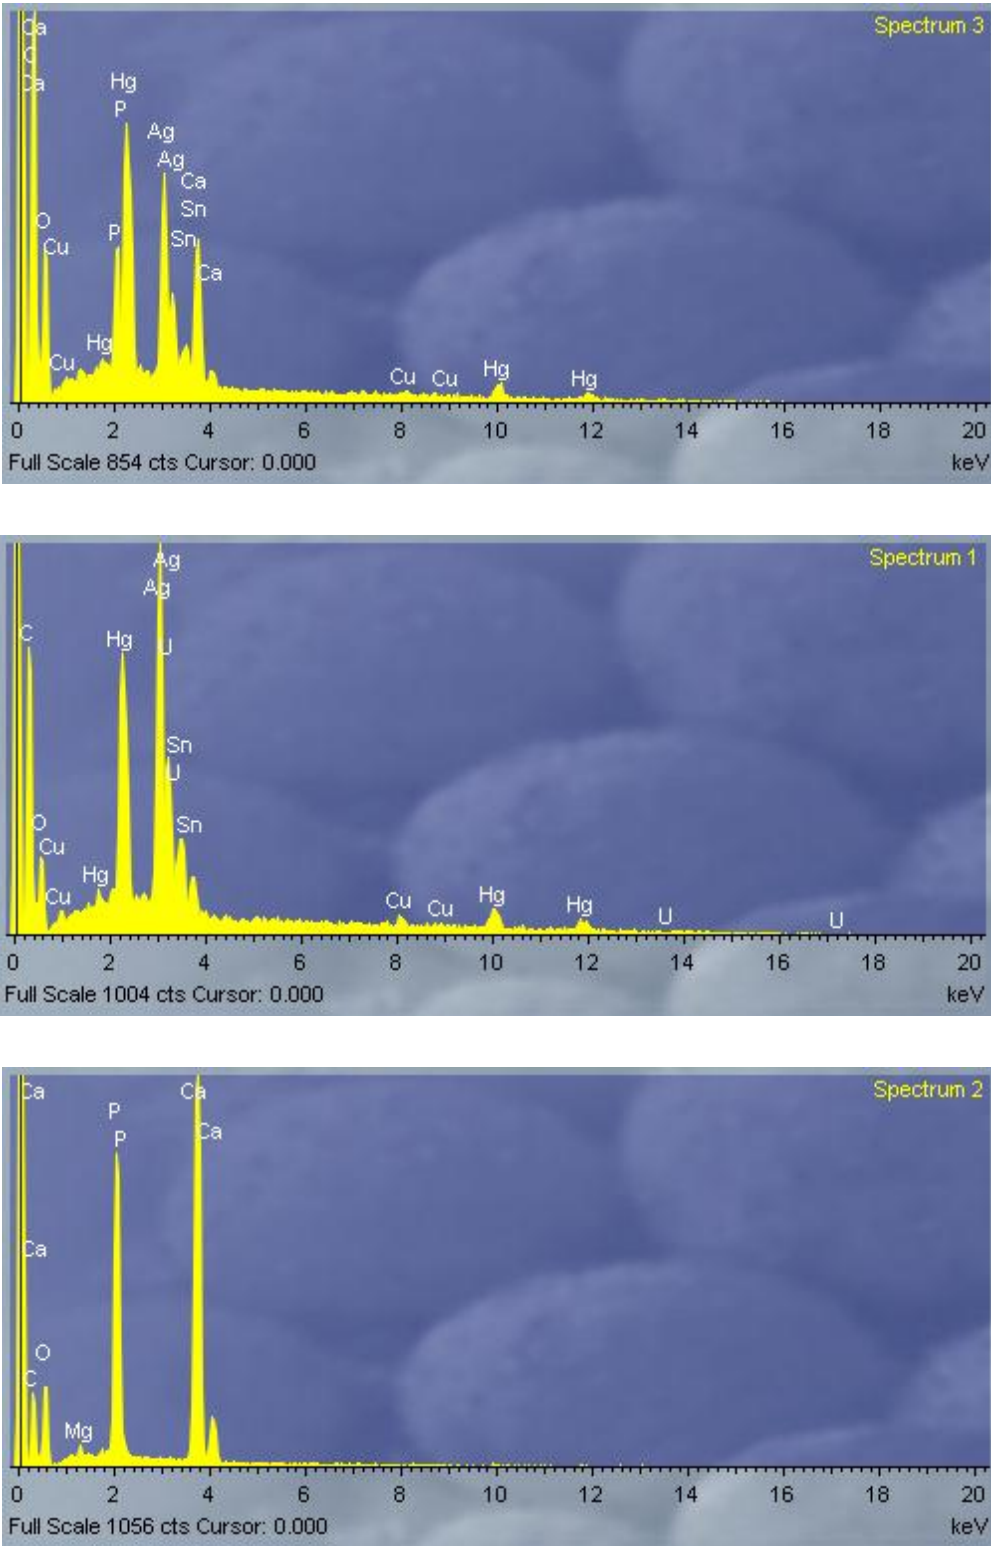 Spectrum 3
Ca
C
Ca
Hg
P
Ag
Ag
Ca
Sn
O
P
Sn
Cu
Ca
Hg
Cu
Cu
Cu
Hg
Hg
0 2 4 6 8 10 12 14 16 18 20
Full Scale 854 cts Cursor: 0.000 keV
Spectrum 1
Ag
Ag
C
Hg
U
Sn
U
O
Sn
Cu
Hg
Cu
Cu
Cu
Hg
Hg
U
U
0 2 4 6 8 10 12 14 16 18 20
Full Scale 1004 cts Cursor: 0.000 keV
Spectrum 2
Ca
Ca
P
Ca
P
Ca
O
C
Mg
0 2 4 6 8 10 12 14 16 18 20
Full Scale 1056 cts Cursor: 0.000 keV